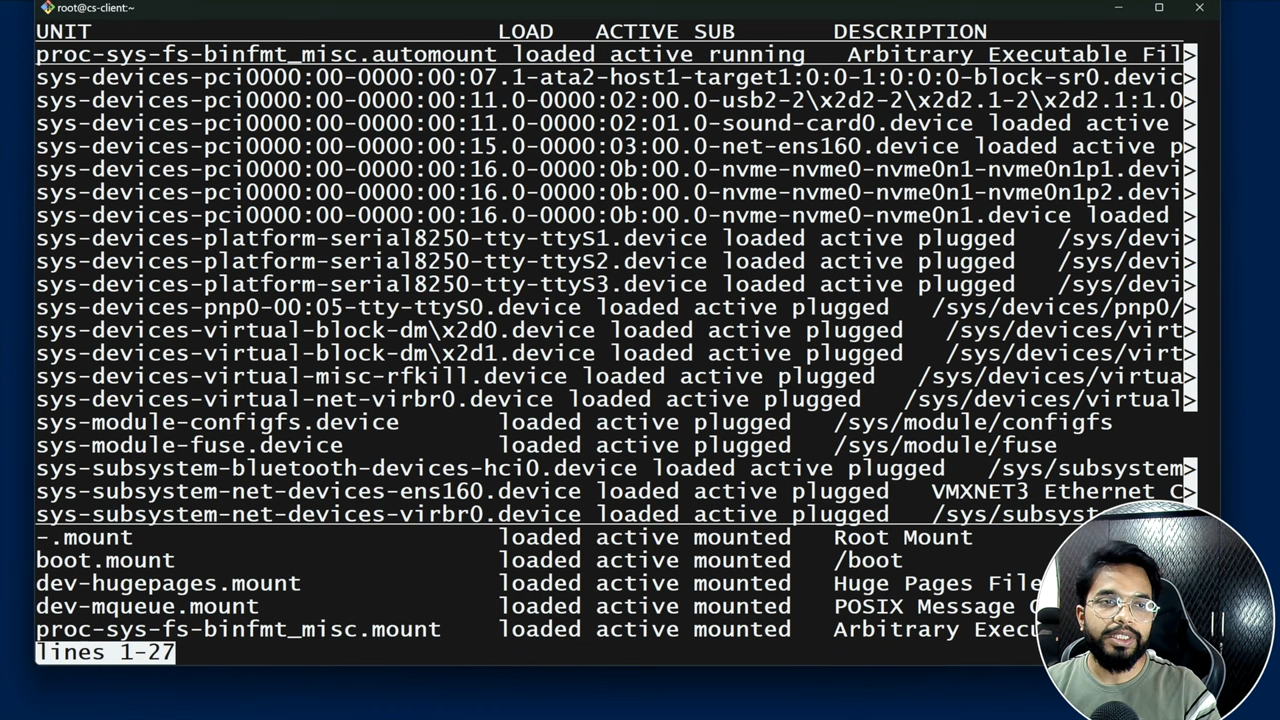 root@cs-client:~
UNIT LOAD ACTIVE SUB DESCRIPTION
proc-sys-fs-binfmt_misc.automount loaded active running Arbitrary Executable Fil>
sys-devices-pci0000:00-0000:00:07.1-ata2-host1-target1:0:0-1:0:0:0-block-sr0.devic>
sys-devices-pci0000:00-0000:00:11.0-0000:02:00.0-usb2-2\x2d2-2\x2d2.1-2\x2d2.1:1.0>
sys-devices-pci0000:00-0000:00:11.0-0000:02:01.0-sound-card0.device loaded active >
sys-devices-pci0000:00-0000:00:15.0-0000:03:00.0-net-ens160.device loaded active p>
sys-devices-pci0000:00-0000:00:16.0-0000:0b:00.0-nvme-nvme0-nvme0n1-nvme0n1p1.devi>
sys-devices-pci0000:00-0000:00:16.0-0000:0b:00.0-nvme-nvme0-nvme0n1-nvme0n1p2.devi>
sys-devices-pci0000:00-0000:00:16.0-0000:0b:00.0-nvme-nvme0-nvme0n1.device loaded >
sys-devices-platform-serial8250-tty-ttyS1.device loaded active plugged /sys/devi>
sys-devices-platform-serial8250-tty-ttyS2.device loaded active plugged /sys/devi>
sys-devices-platform-serial8250-tty-ttyS3.device loaded active plugged /sys/devi>
sys-devices-pnp0-00:05-tty-ttyS0.device loaded active plugged /sys/devices/pnp0/>
sys-devices-virtual-block-dm\x2d0.device loaded active plugged /sys/devices/virt>
sys-devices-virtual-block-dm\x2d1.device loaded active plugged /sys/devices/virt>
sys-devices-virtual-misc-rfkill.device loaded active plugged /sys/devices/virtua>
sys-devices-virtual-net-virbr0.device loaded active plugged /sys/devices/virtual>
sys-module-configfs.device loaded active plugged /sys/module/configfs
sys-module-fuse.device loaded active plugged /sys/module/fuse
sys-subsystem-bluetooth-devices-hci0.device loaded active plugged /sys/subsystem>
sys-subsystem-net-devices-ens160.device loaded active plugged VMXNET3 Ethernet C>
sys-subsystem-net-devices-virbr0.device loaded active plugged /sys/subsyst
-.mount loaded active mounted Root Mount
boot.mount loaded active mounted /boot
dev-hugepages.mount loaded active mounted Huge Pages File
dev-mqueue.mount loaded active mounted POSIX Message
proc-sys-fs-binfmt_misc.mount loaded active mounted Arbitrary Execu
lines 1-27